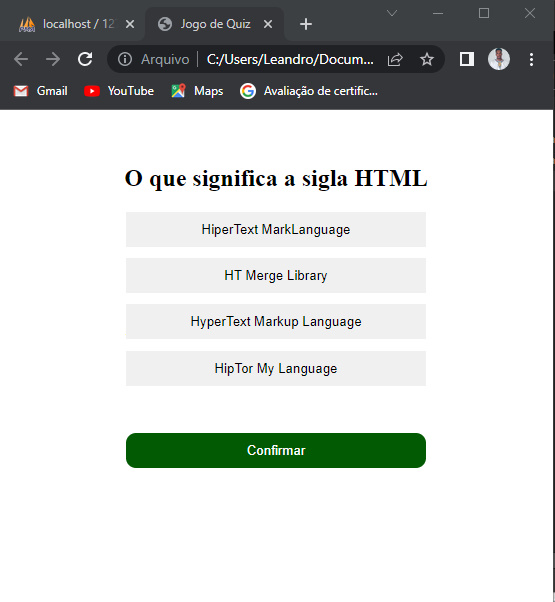 localhost / 12
Jogo de Quiz
Arquivo
C:/Users/Leandro/Docum...
Gmail
YouTube
Maps
Avaliação de certific...
O que significa a sigla HTML
HiperText MarkLanguage
HT Merge Library
HyperText Markup Language
HipTor My Language
Confirmar